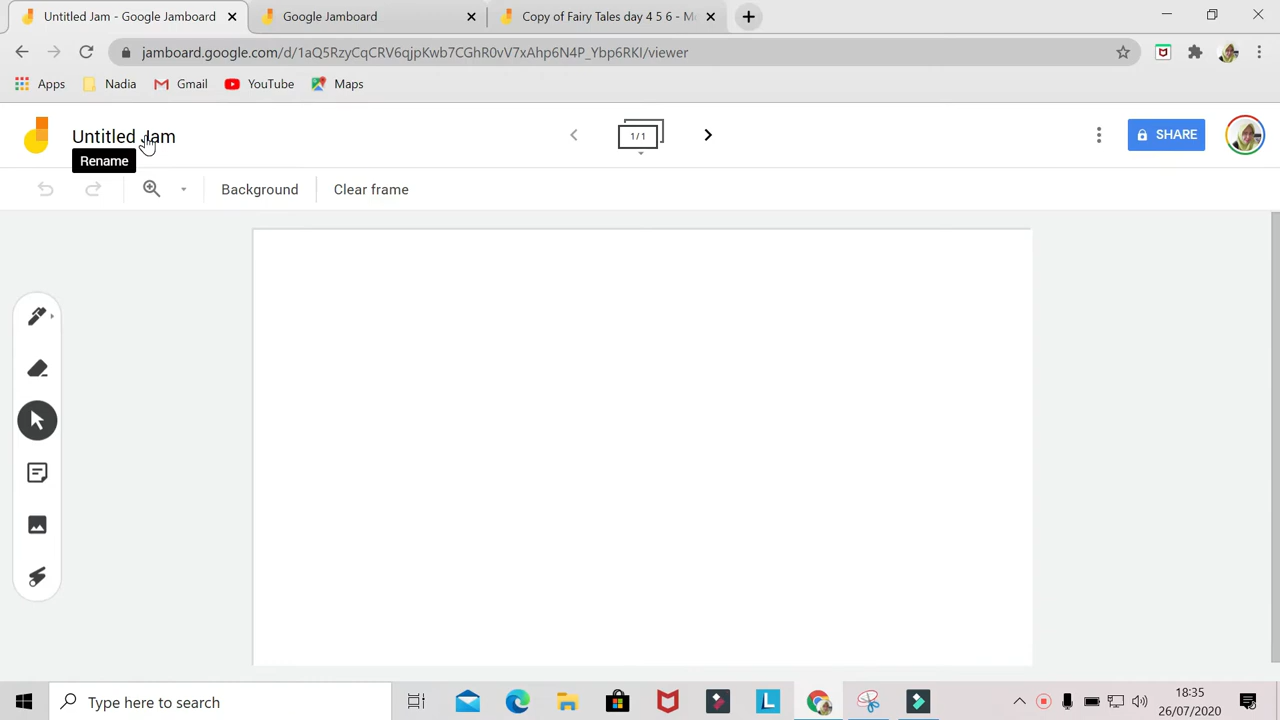 Untitled Jam - Google Jamboard
Google Jamboard
Copy of Fairy Tales day 4 5 6 - M
jamboard.google.com/d/1aQ5RzyCqCRV6qjpKwb7CGhR0vV7xAhp6N4P_Ybp6RKI/viewer
Apps Nadia Gmail YouTube Maps
Untitled Jam
1/1
SHARE
Rename
Background Clear frame
Type here to search
L
18:35
26/07/2020